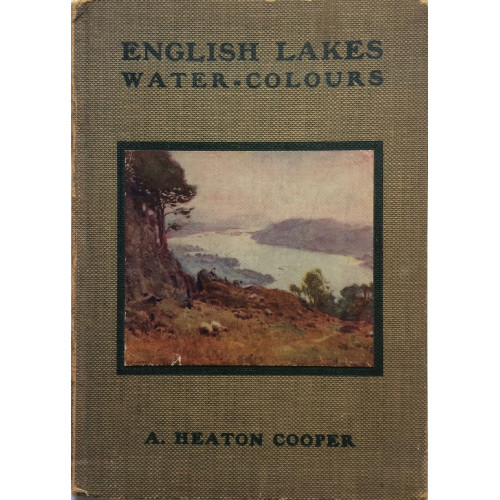 ENGLISH LAKES
WATER-COLOURS
A. HEATON COOPER